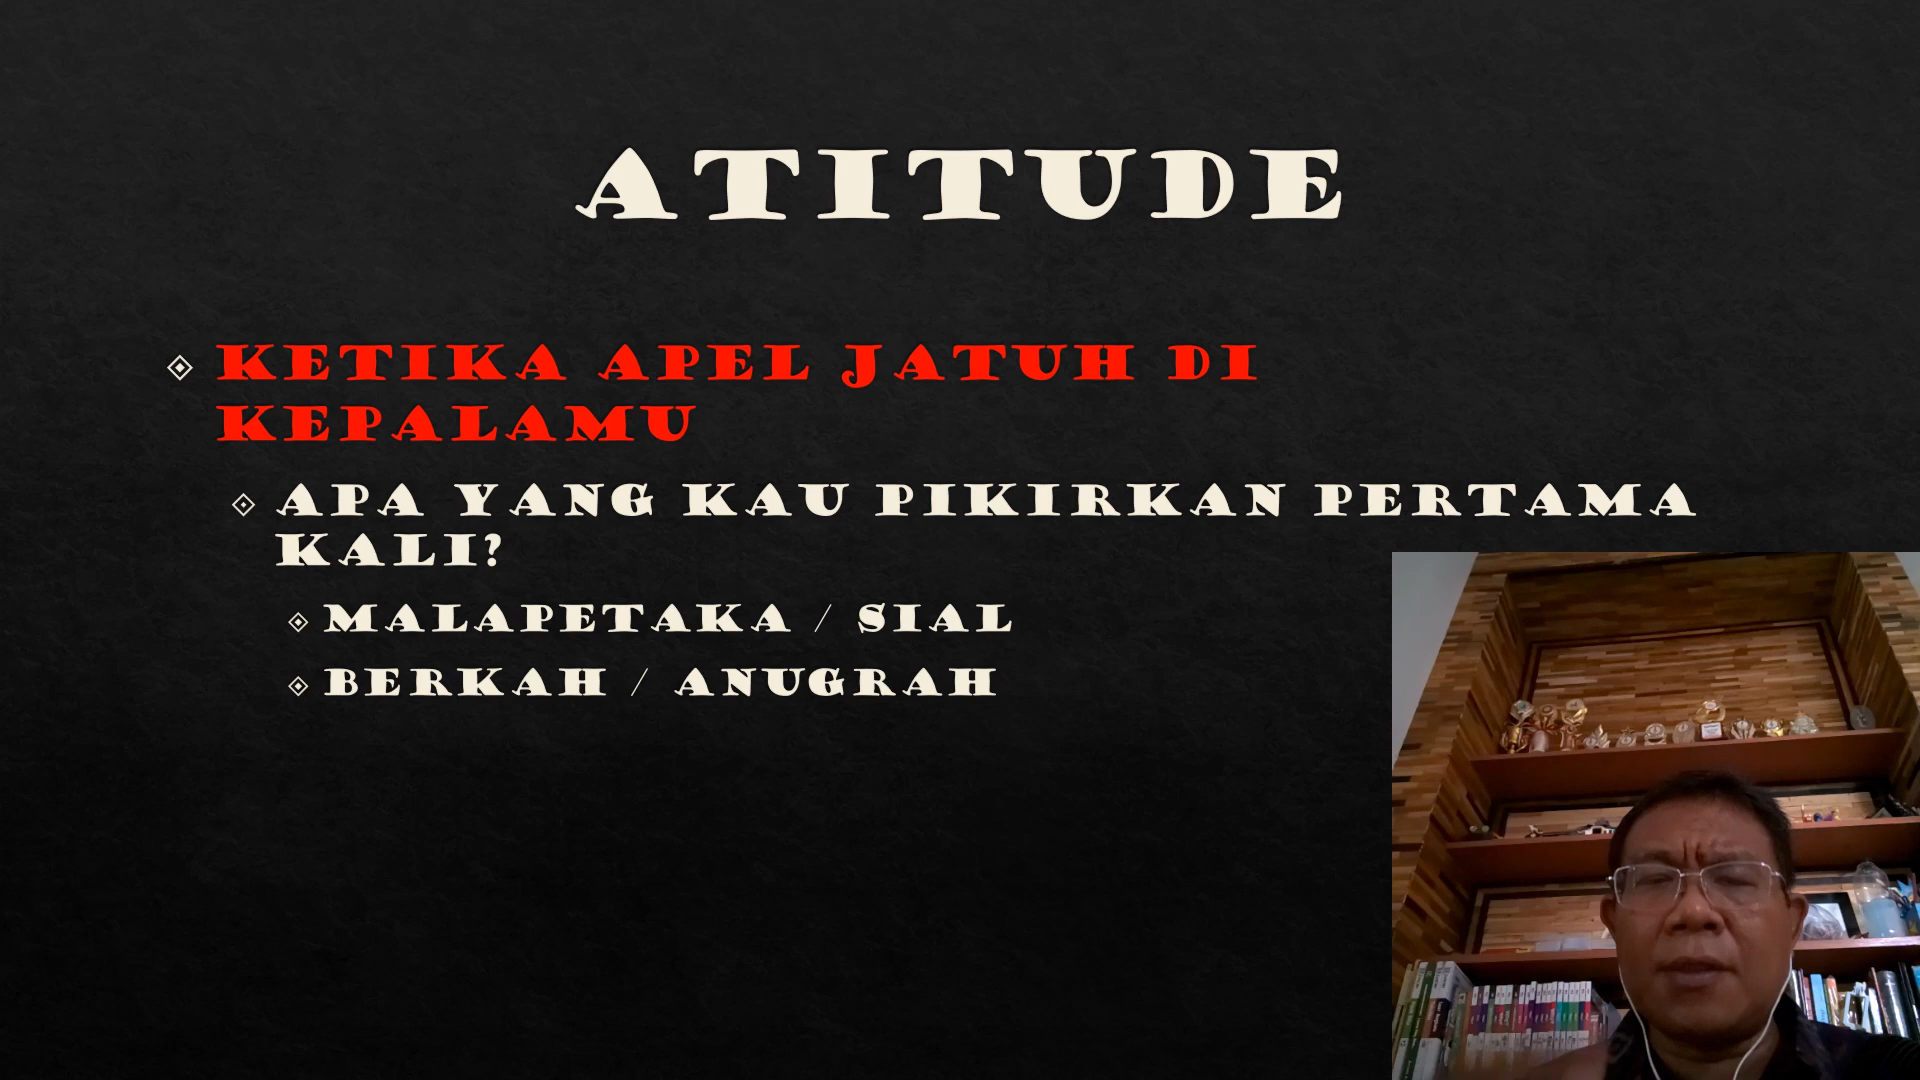 ATITUDE
KETIKA APEL JATUH DI
KEPALAMU
APA YANG KAU PIKIRKAN PERTAMA
KALI?
MALAPETAKA / SIAL
BERKAH / ANUGRAH